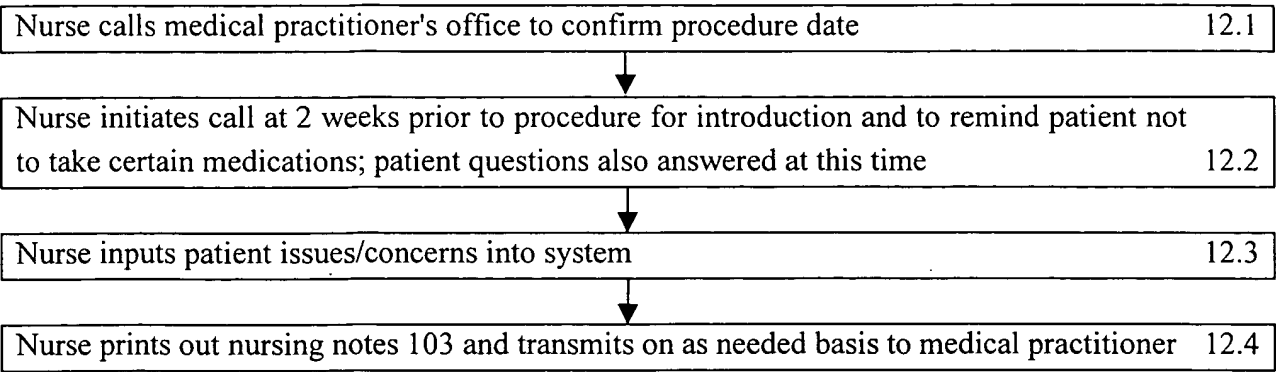 Nurse calls medical practitioner's office to confirm procedure date 12.1
Nurse initiates call at 2 weeks prior to procedure for introduction and to remind patient not
to take certain medications; patient questions also answered at this time 12.2
Nurse inputs patient issues/concerns into system 12.3
Nurse prints out nursing notes 103 and transmits on as needed basis to medical practitioner 12.4